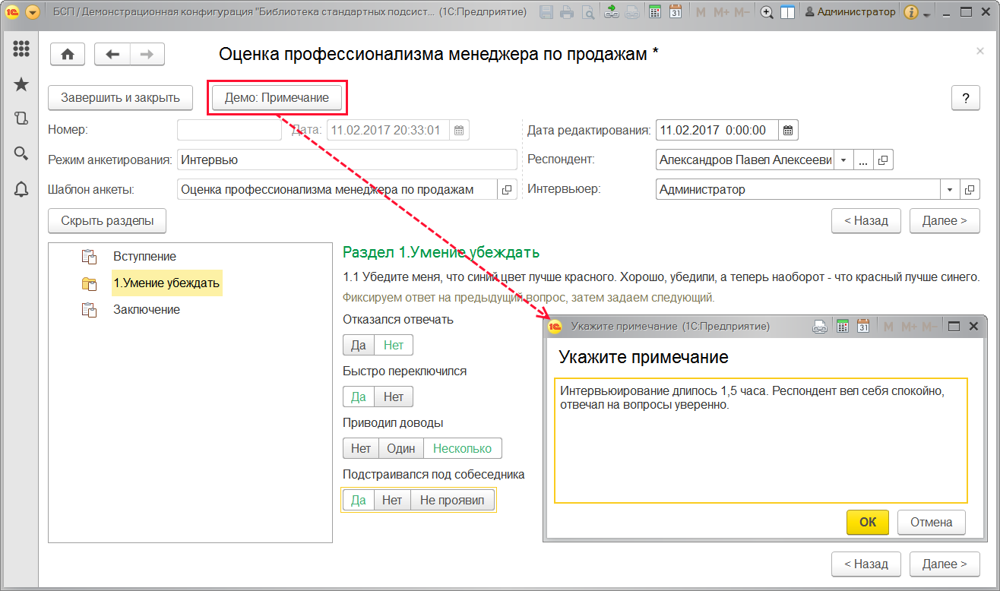 БСП / Демонстрационная конфигурация "Библиотека стандартных подсист... (1С:Предприятие)
31
M M+ M-
Администратор
Оценка профессионализма менеджера по продажам *
Завершить и закрыть
Демо: Примечание
?
Номер:
Дата: 11.02.2017 20:33:01
Дата редактирования: 11.02.2017 0:00:00
Режим анкетирования: Интервью
Респондент: Александров Павел Алексееви ...
Шаблон анкеты: Оценка профессионализма менеджера по продажам
Интервьюер: Администратор
Скрыть разделы
< Назад
Далее >
Вступление
1.Умение убеждать
Заключение
Раздел 1.Умение убеждать
1.1 Убедите меня, что синий цвет лучше красного. Хорошо, убедили, а теперь наоборот - что красный лучше синего.
Фиксируем ответ на предыдущий вопрос, затем задаем следующий.
Отказался отвечать
Да Нет
Быстро переключился
Да Нет
Приводил доводы
Нет Один Несколько
Подстраивался под собеседника
Да Нет Не проявил
1С Укажите примечание (1С:Предприятие)
31
M M+ M-
Укажите примечание
Интервьюирование длилось 1,5 часа. Респондент вел себя спокойно,
отвечал на вопросы уверенно.
ОК
Отмена
< Назад
Далее >